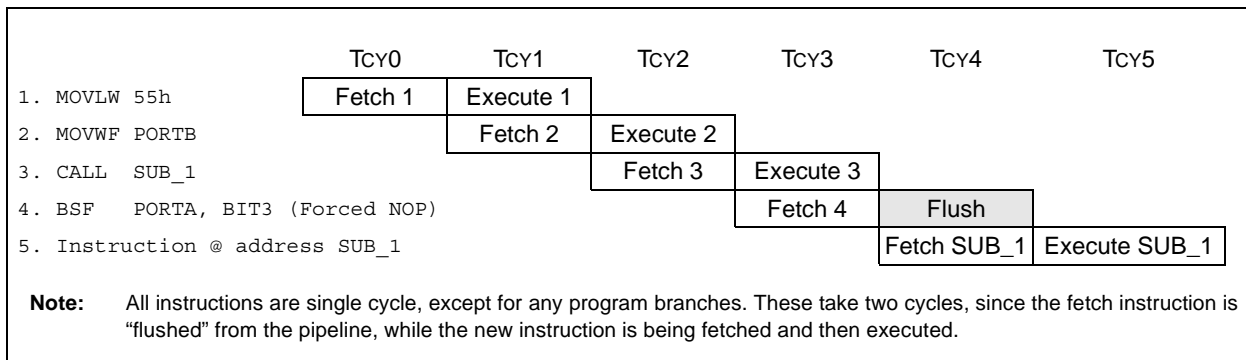 TCY0 TCY1 TCY2 TCY3 TCY4 TCY5
1. MOVLW 55h Fetch 1 Execute 1
2. MOVWF PORTB Fetch 2 Execute 2
3. CALL SUB_1 Fetch 3 Execute 3
4. BSF PORTA, BIT3 (Forced NOP) Fetch 4 Flush
5. Instruction @ address SUB_1 Fetch SUB_1 Execute SUB_1
Note: All instructions are single cycle, except for any program branches. These take two cycles, since the fetch instruction is
“flushed” from the pipeline, while the new instruction is being fetched and then executed.